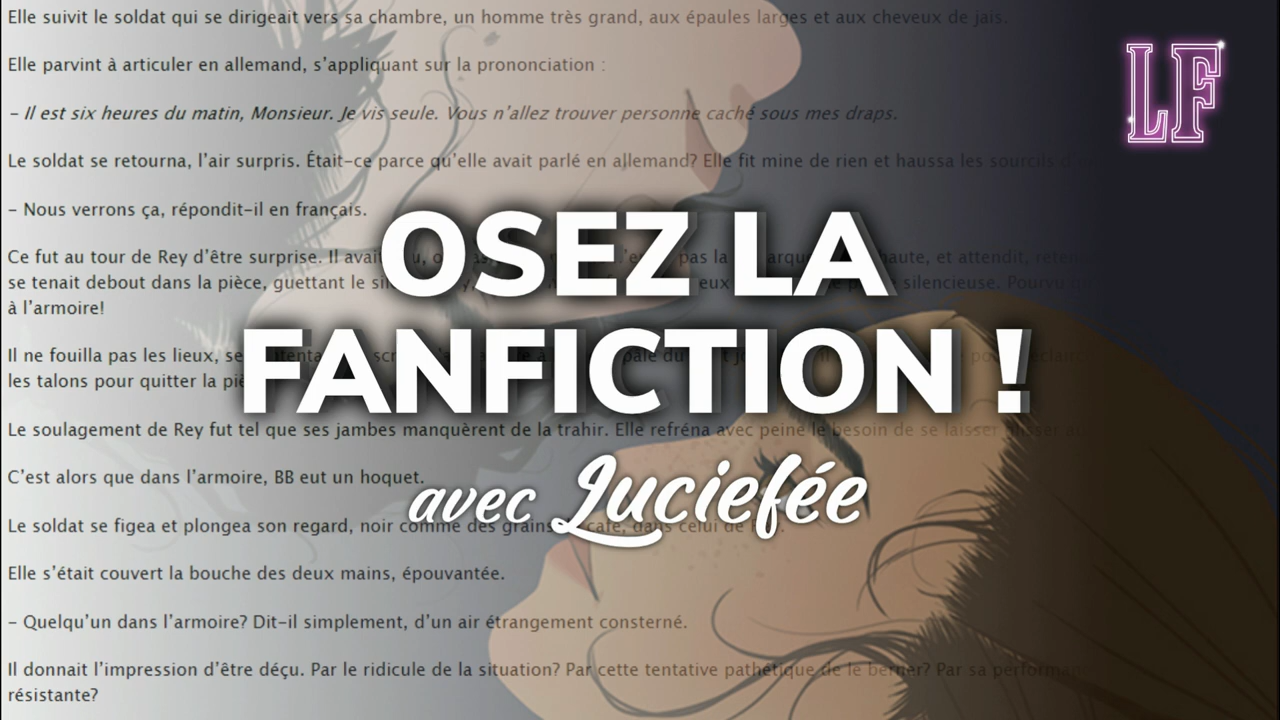 Elle suivit le soldat qui se dirigeait vers sa chambre, un homme très grand, aux épaules larges et aux cheveux de jais.
LF
Elle parvint à articuler en allemand, s'appliquant sur la prononciation :
– Il est six heures du matin, Monsieur. Je vis seule. Vous n'allez trouver personne caché sous mes draps.
Le soldat se retourna, l'air surpris. Était-ce parce qu'elle avait parlé en allemand? Elle fit mine de rien et haussa les sourcils
– Nous verrons ça, répondit-il en français.
OSEZ LA
FANFICTION !
avec Luciefée
Ce fut au tour de Rey d'être surprise. Il pas la haute, et attendit,
se tenait debout dans la pièce, guettant le silencieuse.
à l'armoire!
Il ne fouilla pas les lieux,
les talons pour quitter la
Le soulagement de Rey fut tel que ses jambes manquèrent de la trahir. Elle refréna avec peine le besoin de se laisser
C'est alors que dans l'armoire, BB eut un hoquet.
Le soldat se figea et plongea son regard, noir comme des grains café, dans celui de
Elle s'était couvert la bouche des deux mains, épouvantée.
– Quelqu'un dans l'armoire? Dit-il simplement, d'un air étrangement consterné.
Il donnait l'impression d'être déçu. Par le ridicule de la situation? Par cette tentative pathétique de le berner? Par sa
résistante?